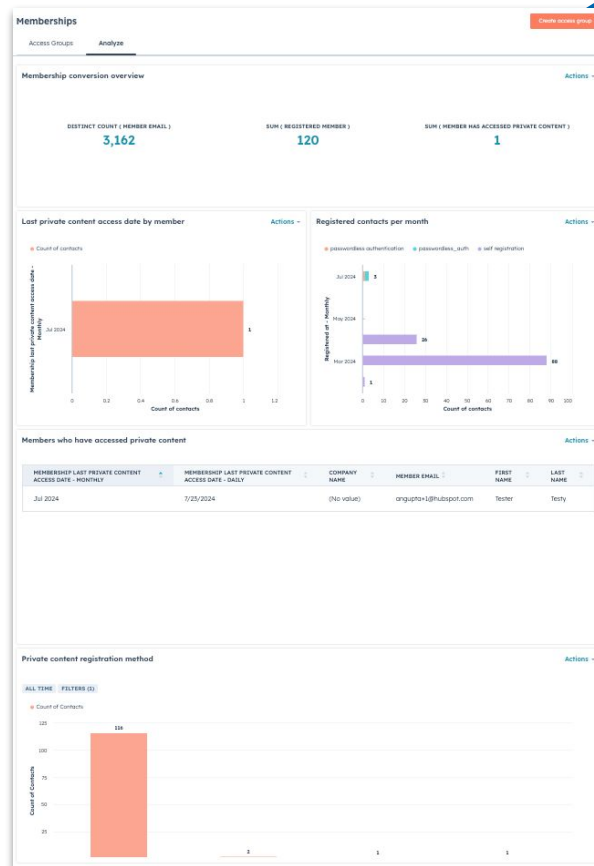 Memberships
Create access group
Access Groups
Analyze
Membership conversion overview
Actions
DISTINCT COUNT ( MEMBER EMAIL )
SUM ( REGISTERED MEMBER )
SUM ( MEMBER HAS ACCESSED PRIVATE CONTENT )
3,162
120
1
Last private content access date by member
Actions
Count of contacts
Membership last private content access date -
Monthly
Jul 2024
1
0 0.2 0.4 0.6 0.8 1 1.2
Count of contacts
Registered contacts per month
Actions
passwordless authentication passwordless_auth self registration
Registered at - Monthly
Jul 2024
3
May 2024
26
Mar 2024
88
1
0 10 20 30 40 50 60 70 80 90 100
Count of contacts
Members who have accessed private content
Actions
MEMBERSHIP LAST PRIVATE CONTENT
ACCESS DATE - MONTHLY
MEMBERSHIP LAST PRIVATE CONTENT
ACCESS DATE - DAILY
COMPANY
NAME
MEMBER EMAIL
FIRST
NAME
LAST
NAME
Jul 2024
7/23/2024
(No value)
angupta+1@hubspot.com
Tester
Testy
Private content registration method
Actions
ALL TIME
FILTERS (1)
Count of Contacts
Count of Contacts
125
100
75
50
25
116
1
1